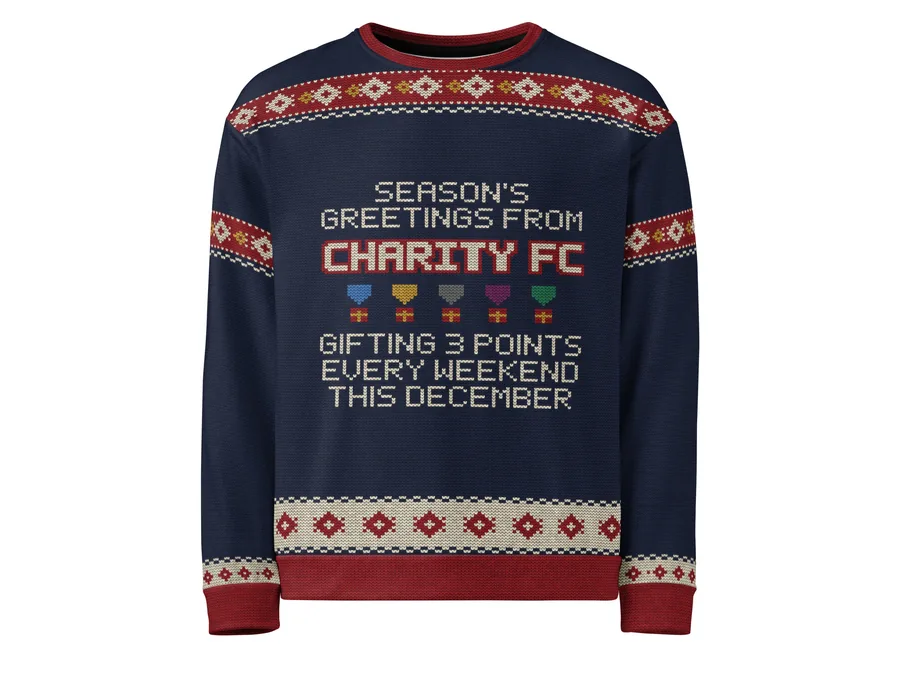 SEASON'S
GREETINGS FROM
CHARITY FC
GIFTING 3 POINTS
EVERY WEEKEND
THIS DECEMBER